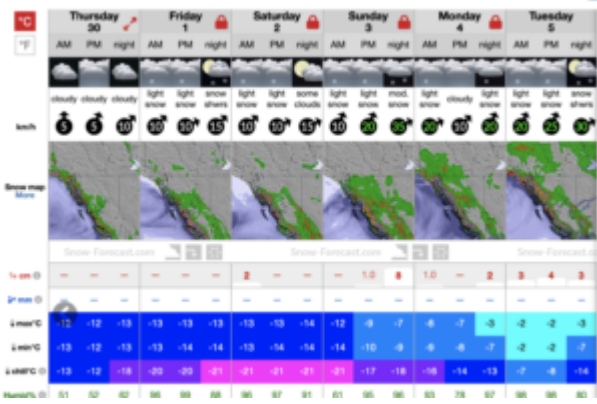 °C Thursday 30 Friday 1 Saturday 2 Sunday 3 Monday 4 Tuesday 5
°F AM PM night AM PM night AM PM night AM PM night AM PM night AM PM night
cloudy cloudy cloudy light snow light snow snow shwrs light snow light snow some clouds light snow light snow mod. snow light snow cloudy light snow light snow light snow snow shwrs
km/h 5 5 10 10 10 15 10 10 15 10 20 35 20 10 20 20 25 30
Snow map
More
Snow-Forecast.com Snow-Forecast.com Snow-Fo
cm — — — — — — 2 — — — 1.0 8 1.0 — 2 3 4 3
mm — — — — — — — — — — — — — — — — — —
max°C -12 -12 -13 -13 -13 -13 -13 -13 -14 -12 -9 -7 -8 -7 -3 -2 -2 -3
min°C -13 -12 -13 -13 -14 -14 -13 -14 -14 -13 -10 -9 -9 -8 -7 -2 -2 -7
chill°C -13 -12 -18 -20 -20 -21 -21 -21 -21 -21 -17 -18 -16 -14 -13 -7 -8 -14